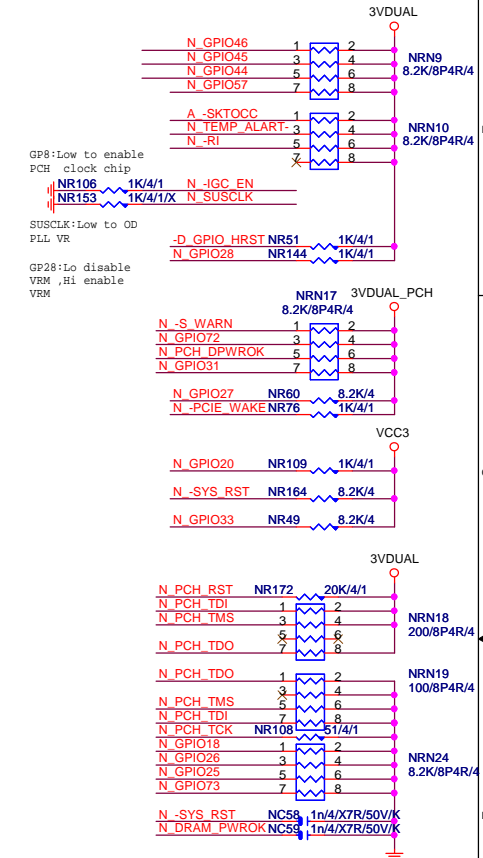 3VDUAL
N_GPIO46 1 2
N_GPIO45 3 4 NRN9
N_GPIO44 5 6 8.2K/8P4R/4
N_GPIO57 7 8
A_-SKTOCC 1 2
N_TEMP_ALART- 3 4 NRN10
N_-RI 5 6 8.2K/8P4R/4
7 8
GP8:Low to enable
PCH clock chip
NR106 1K/4/1 N_-IGC_EN
NR153 1K/4/1/X N_SUSCLK
SUSCLK:Low to OD
PLL VR
-D_GPIO_HRST NR51 1K/4/1
N_GPIO28 NR144 1K/4/1
GP28:Lo disable
VRM ,Hi enable
VRM
NRN17 3VDUAL_PCH
8.2K/8P4R/4
N_-S_WARN 1 2
N_GPIO72 3 4
N_PCH_DPWROK 5 6
N_GPIO31 7 8
N_GPIO27 NR60 8.2K/4
N_-PCIE_WAKE NR76 1K/4/1
VCC3
N_GPIO20 NR109 1K/4/1
N_-SYS_RST NR164 8.2K/4
N_GPIO33 NR49 8.2K/4
3VDUAL
N_PCH_RST NR172 20K/4/1
N_PCH_TDI 1 2
N_PCH_TMS 3 4 NRN18
5 6 200/8P4R/4
N_PCH_TDO 7 8
N_PCH_TDO 1 2 NRN19
3 4 100/8P4R/4
N_PCH_TMS 5 6
N_PCH_TDI 7 8
N_PCH_TCK NR108 51/4/1
N_GPIO18 1 2
N_GPIO26 3 4 NRN24
N_GPIO25 5 6 8.2K/8P4R/4
N_GPIO73 7 8
N_-SYS_RST NC58 1n/4/X7R/50V/K
N_DRAM_PWROK NC59 1n/4/X7R/50V/K